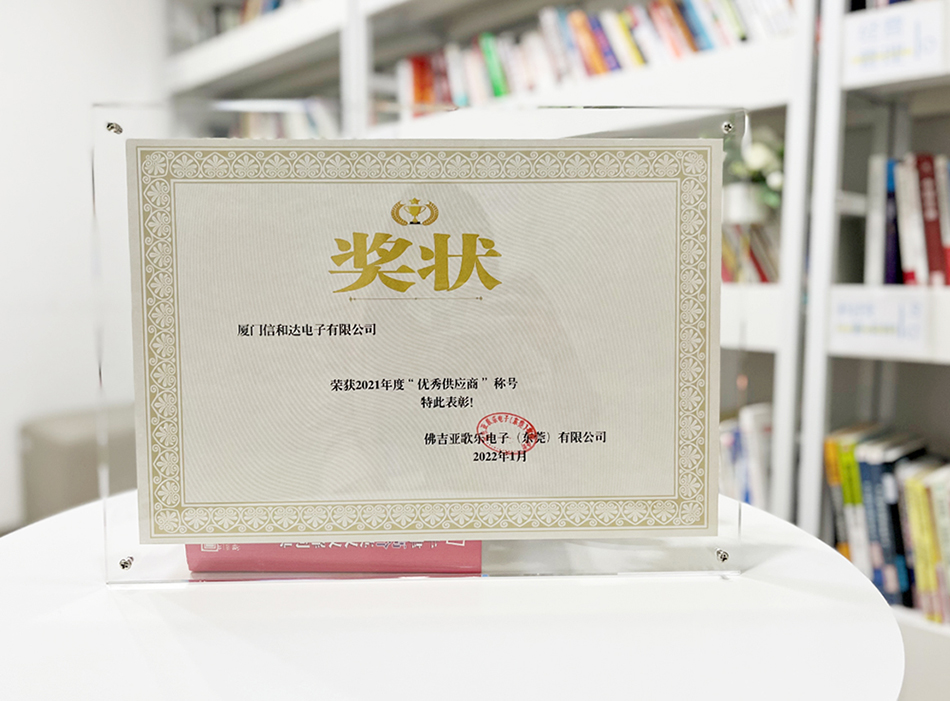 奖状
厦门信和达电子有限公司
荣获2021年度“优秀供应商”称号
特此表彰!
佛吉亚歌乐电子（东莞）有限公司
2022年1月